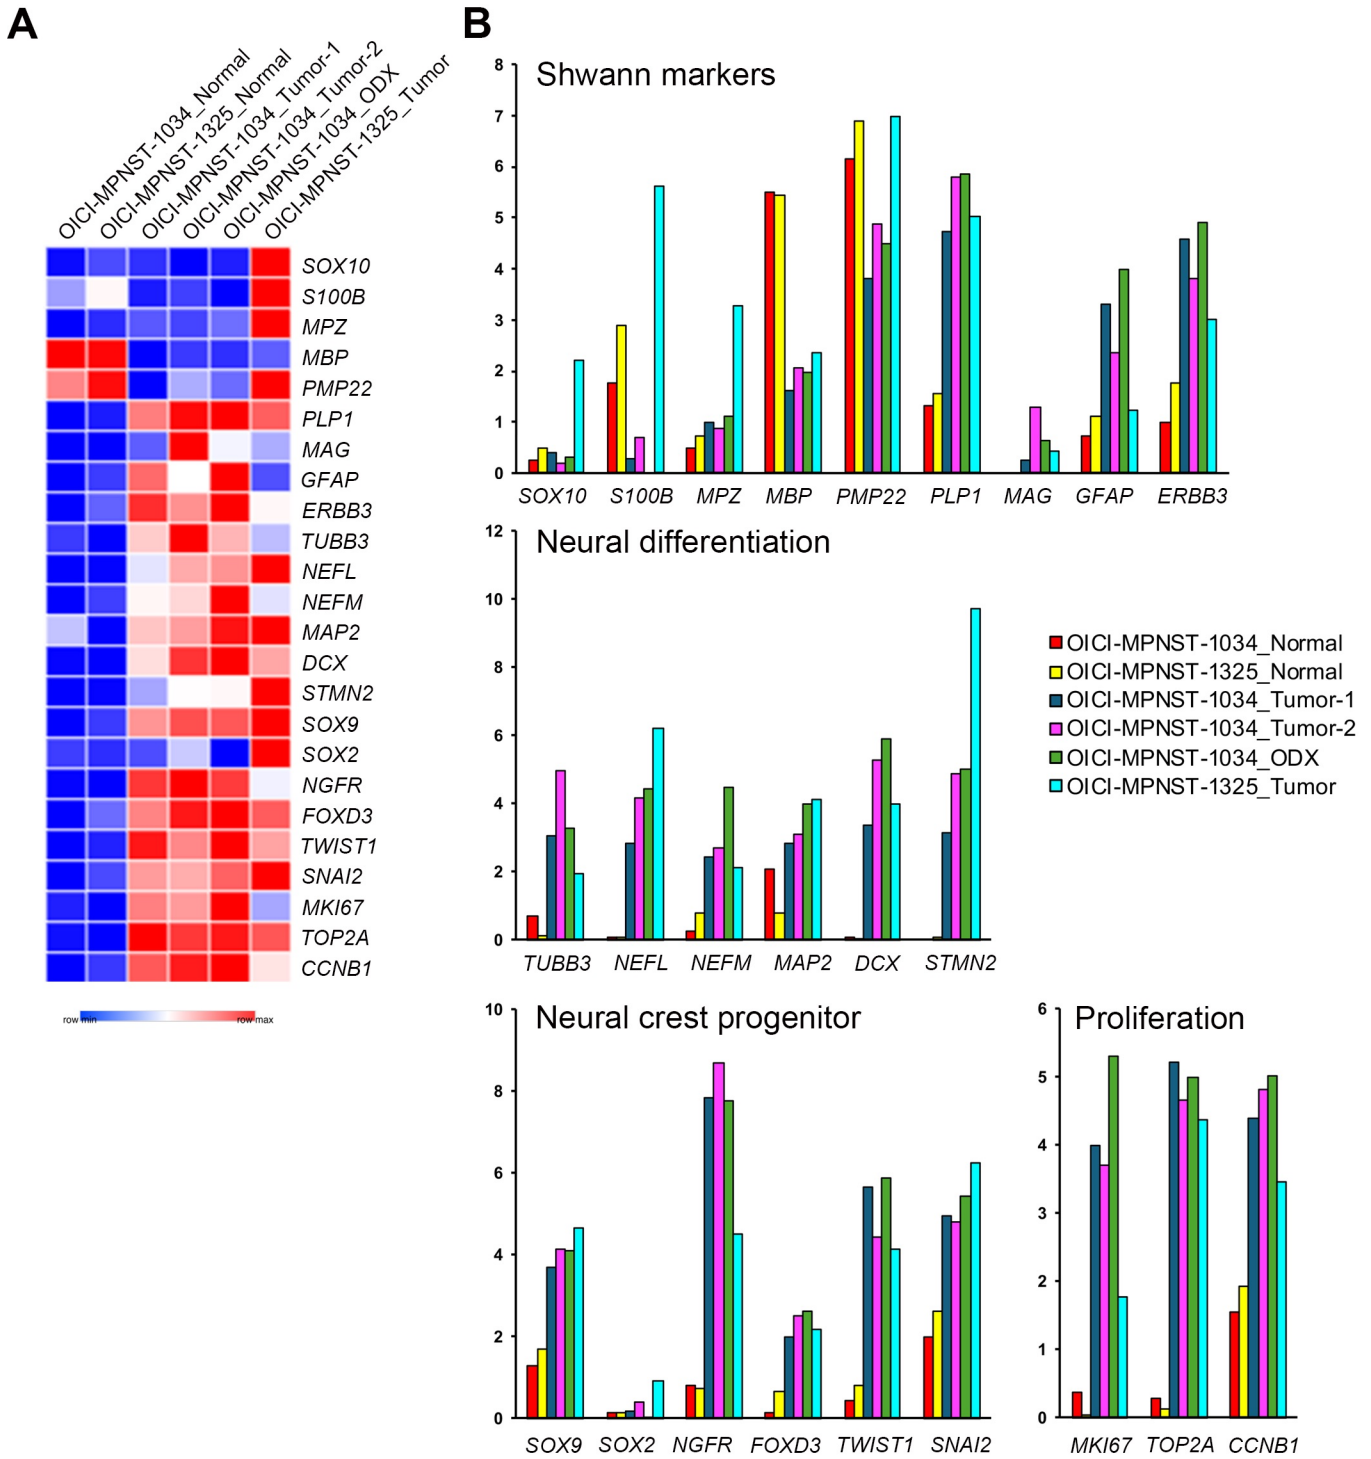 A
OICI-MPNST-1034_Normal
OICI-MPNST-1325_Normal
OICI-MPNST-1034_Tumor-1
OICI-MPNST-1034_Tumor-2
OICI-MPNST-1034_ODX
OICI-MPNST-1325_Tumor
SOX10
S100B
MPZ
MBP
PMP22
PLP1
MAG
GFAP
ERBB3
TUBB3
NEFL
NEFM
MAP2
DCX
STMN2
SOX9
SOX2
NGFR
FOXD3
TWIST1
SNAI2
MKI67
TOP2A
CCNB1
row min row max
B
Shwann markers
8
7
6
5
4
3
2
1
0
SOX10 S100B MPZ MBP PMP22 PLP1 MAG GFAP ERBB3
Neural differentiation
12
10
8
6
4
2
0
TUBB3 NEFL NEFM MAP2 DCX STMN2
OICI-MPNST-1034_Normal
OICI-MPNST-1325_Normal
OICI-MPNST-1034_Tumor-1
OICI-MPNST-1034_Tumor-2
OICI-MPNST-1034_ODX
OICI-MPNST-1325_Tumor
Neural crest progenitor
10
8
6
4
2
0
SOX9 SOX2 NGFR FOXD3 TWIST1 SNAI2
Proliferation
6
5
4
3
2
1
0
MKI67 TOP2A CCNB1